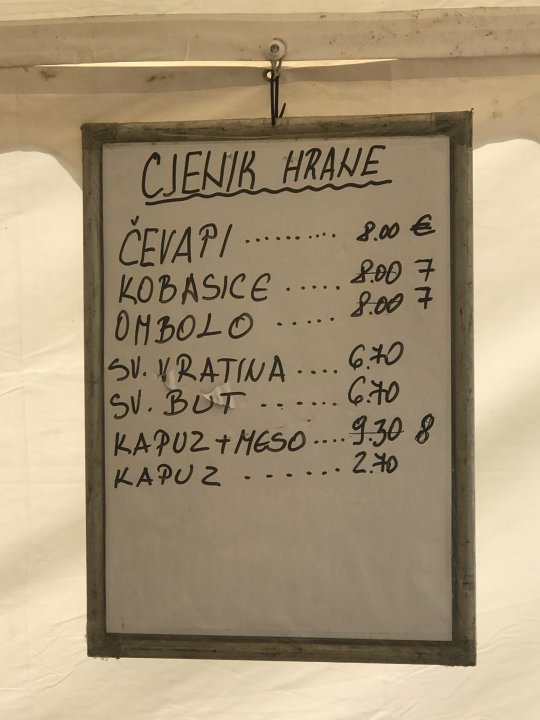 CJENIK HRANE
ČEVAPI .......... 8.00 €
KOBASICE ..... 8.00 7
OMBOLO ..... 8.00 7
SV. VRATINA .... 6.70
SV. BUT ....... 6.70
KAPUZ + MESO .... 9.30 8
KAPUZ ....... 2.70